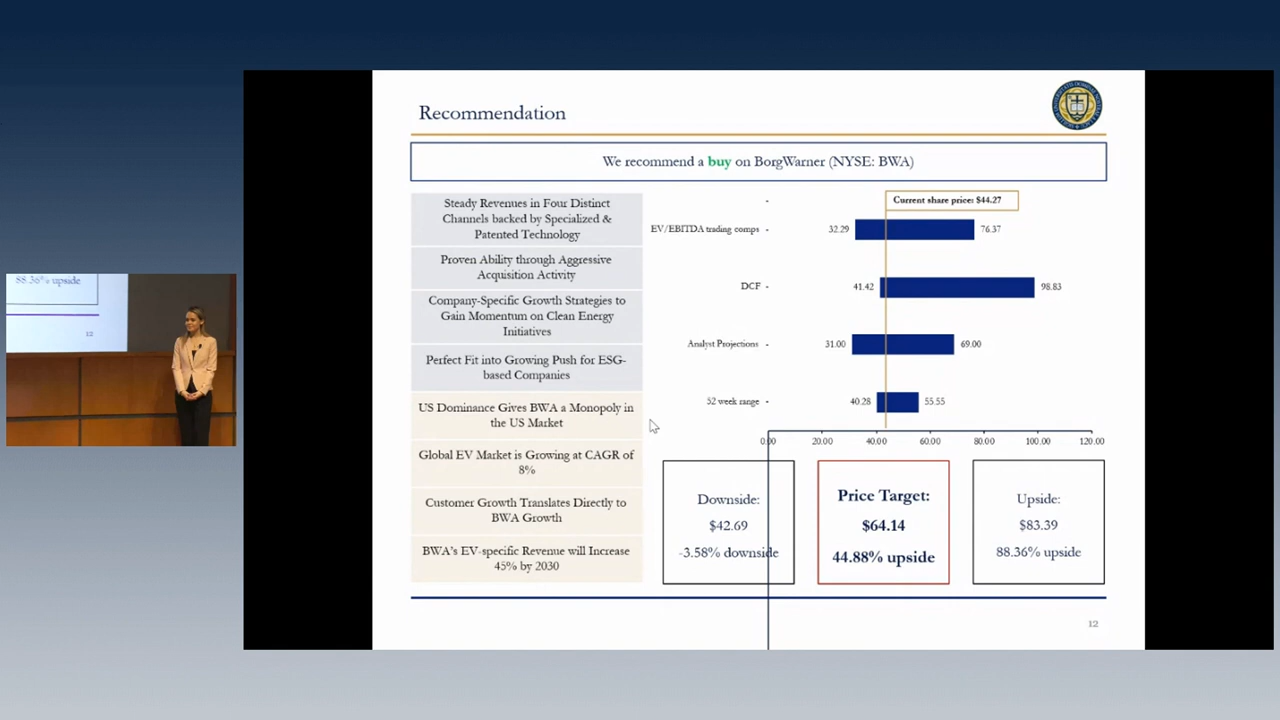 Recommendation
We recommend a buy on BorgWarner (NYSE: BWA)
Steady Revenues in Four Distinct
Channels backed by Specialized &
Patented Technology
Proven Ability through Aggressive
Acquisition Activity
Company-Specific Growth Strategies to
Gain Momentum on Clean Energy
Initiatives
Perfect Fit into Growing Push for ESG-
based Companies
US Dominance Gives BWA a Monopoly in
the US Market
Global EV Market is Growing at CAGR of
8%
Customer Growth Translates Directly to
BWA Growth
BWA's EV-specific Revenue will Increase
45% by 2030
Current share price: $44.27
EV/EBITDA trading comps 32.29 76.37
DCF 41.42 98.83
Analyst Projections 31.00 69.00
52 week range 40.28 55.55
0.00 20.00 40.00 60.00 80.00 100.00 120.00
Downside:
$42.69
-3.58% downside
Price Target:
$64.14
44.88% upside
Upside:
$83.39
88.36% upside
12
88.36% upside
12